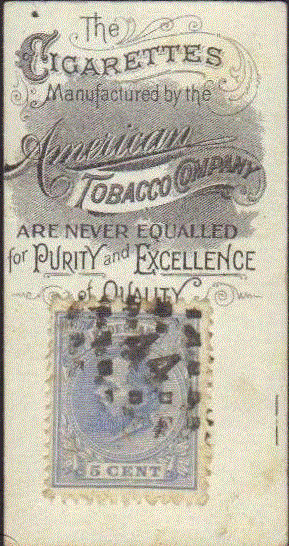 The
CIGARETTES
Manufactured by the
American
TOBACCO COMPANY
ARE NEVER EQUALLED
for PURITY and EXCELLENCE
of QUALITY
5 CENT